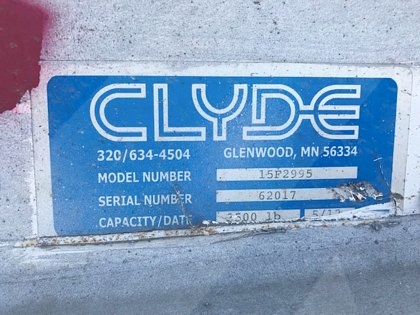 CLYDE
320/634-4504 GLENWOOD, MN 56334
MODEL NUMBER 15P2995
SERIAL NUMBER 62017
CAPACITY/DATE 3300 lb